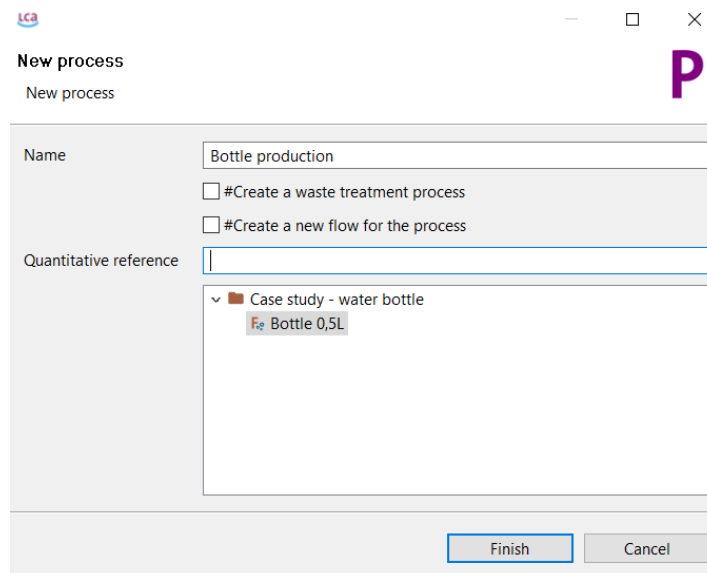 LCA
New process
P
New process
Name
Bottle production
#Create a waste treatment process
#Create a new flow for the process
Quantitative reference
Case study - water bottle
Bottle 0,5L
Finish
Cancel